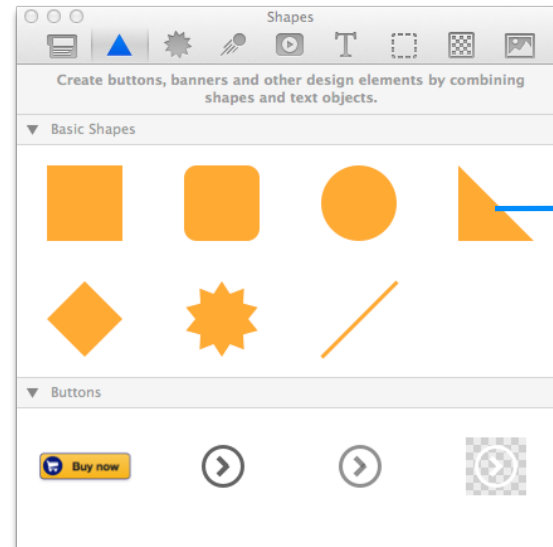 Shapes
T
Create buttons, banners and other design elements by combining
shapes and text objects.
Basic Shapes
Buttons
Buy now